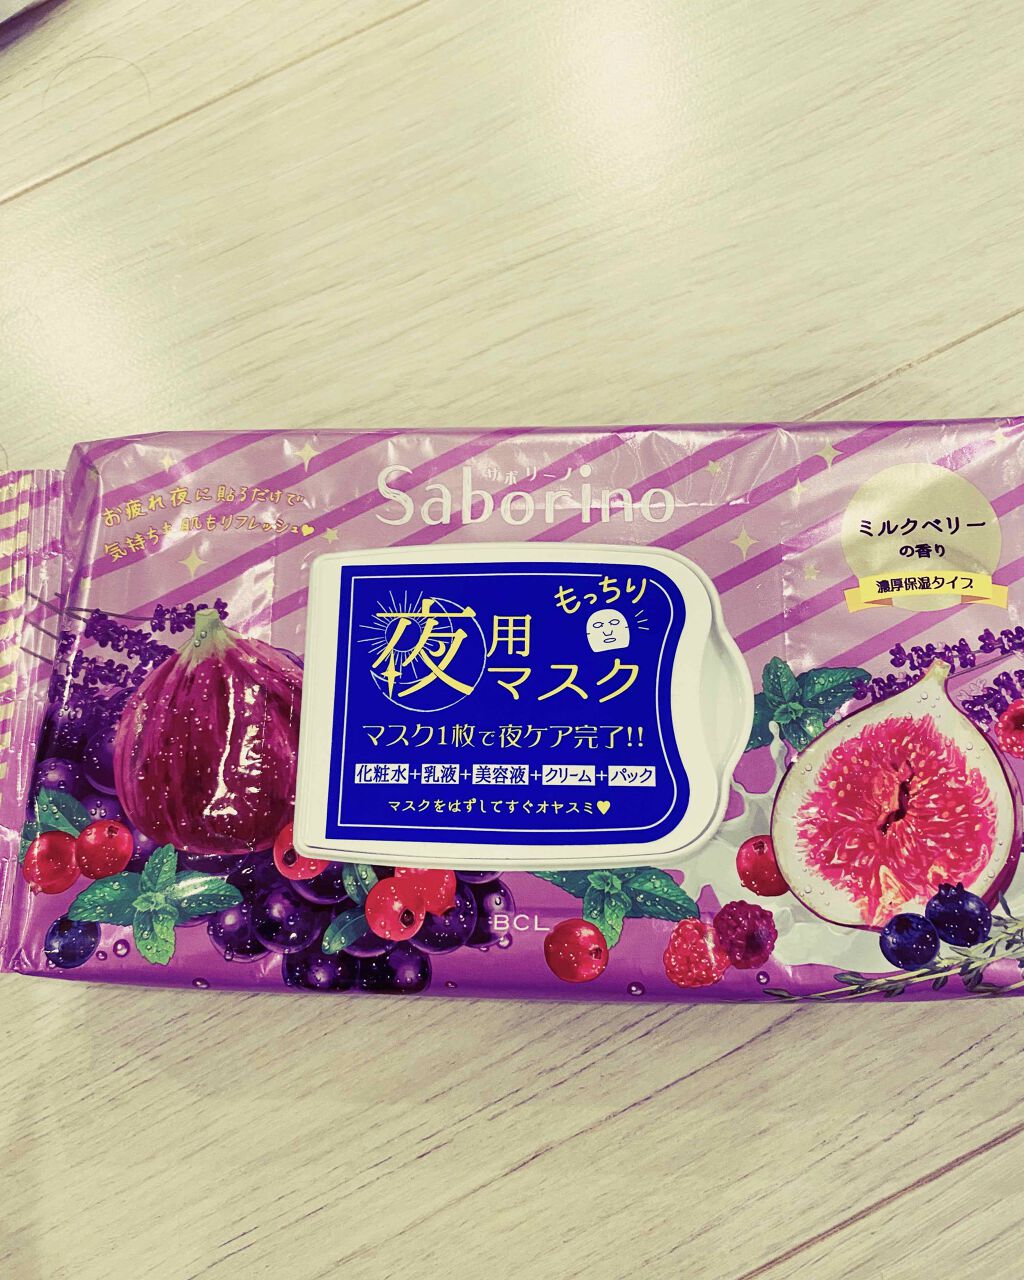 サボリーノ
Saborino
お疲れ夜に貼るだけで
気持ちも肌もリフレッシュ♥
ミルクベリー
の香り
濃厚保湿タイプ
もっちり
夜用
マスク
マスク1枚で夜ケア完了!!
化粧水+乳液+美容液+クリーム+パック
マスクをはずしてすぐオヤスミ♥
BCL